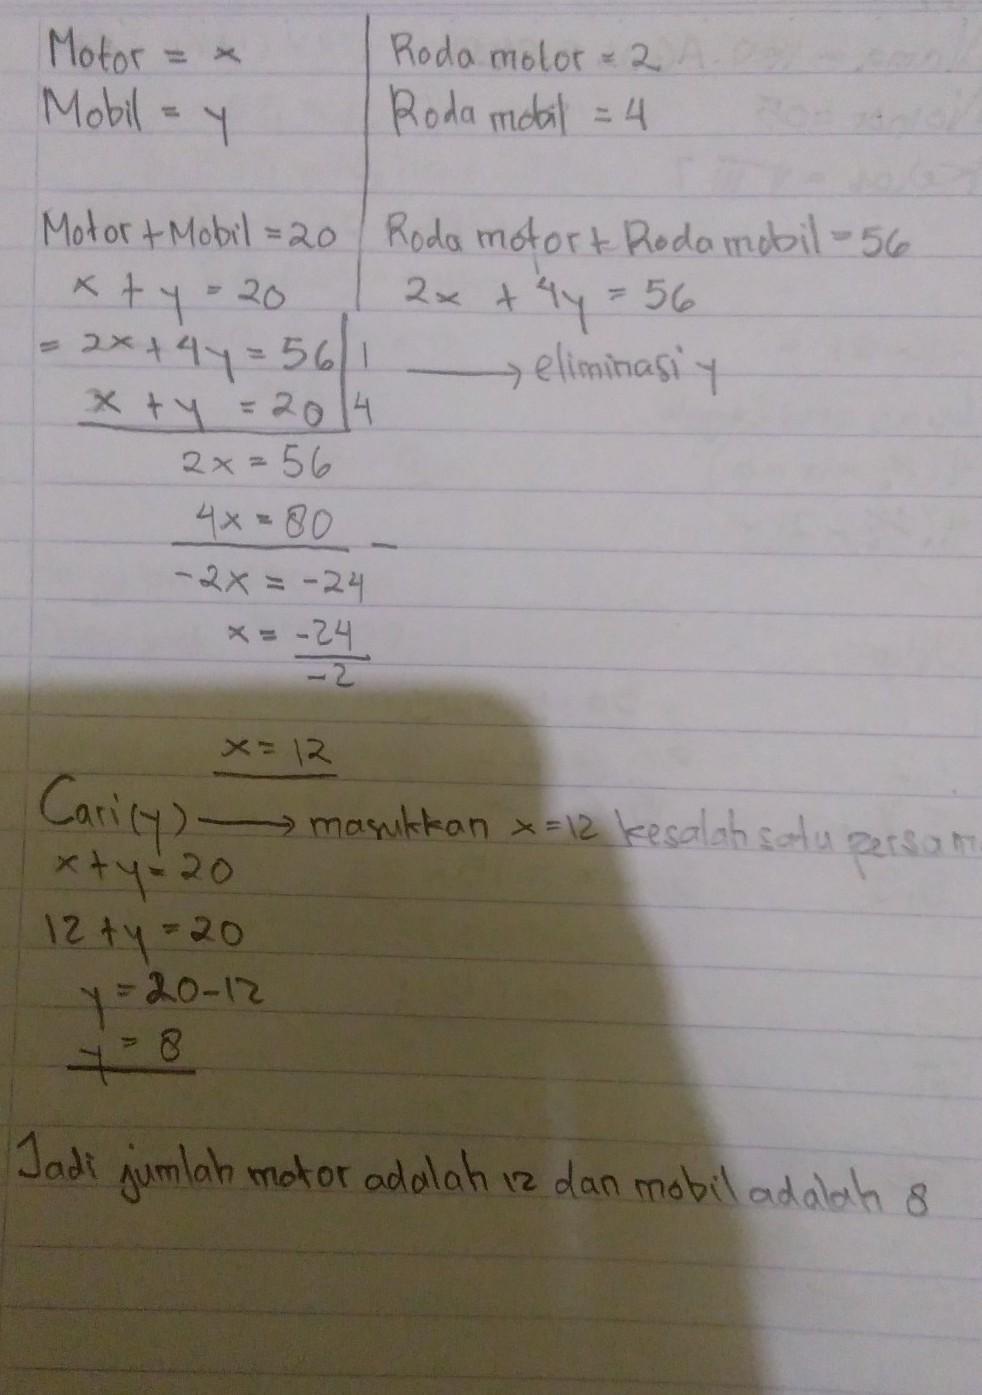 Motor = x
Mobil = y
Roda motor = 2
Roda mobil = 4
Motor + Mobil = 20
x + y = 20
Roda motor + Roda mobil = 56
2x + 4y = 56
= 2x + 4y = 56 | 1 → eliminasi y
x + y = 20 | 4
2x = 56
4x = 80 -
-2x = -24
x = -24
-2
x = 12
Cari (y) → masukkan x = 12 kesalah satu persam
x + y = 20
12 + y = 20
y = 20 - 12
y = 8
Jadi jumlah motor adalah 12 dan mobil adalah 8